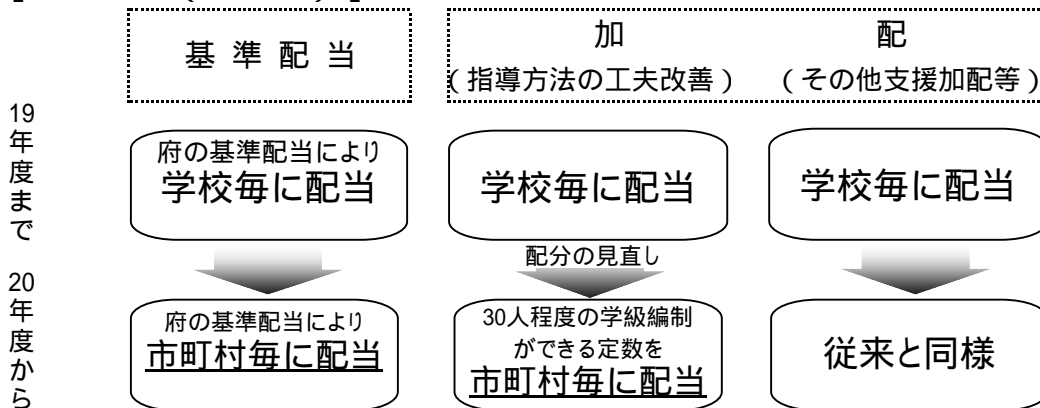 基準配当
加　配
(指導方法の工夫改善)　(その他支援加配等)
19年度まで
府の基準配当により
学校毎に配当
学校毎に配当
学校毎に配当
配分の見直し
20年度から
府の基準配当により
市町村毎に配当
30人程度の学級編制
ができる定数を
市町村毎に配当
従来と同様